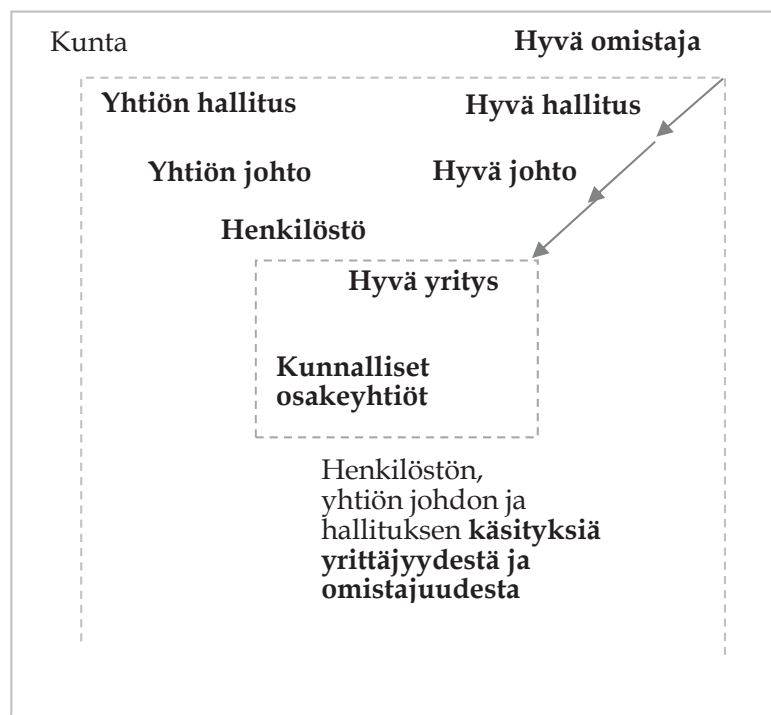 Kunta
Hyvä omistaja
Yhtiön hallitus
Hyvä hallitus
Yhtiön johto
Hyvä johto
Henkilöstö
Hyvä yritys
Kunnalliset
osakeyhtiöt
Henkilöstön,
yhtiön johdon ja
hallituksen käsityksiä
yrittäjyydestä ja
omistajuudesta